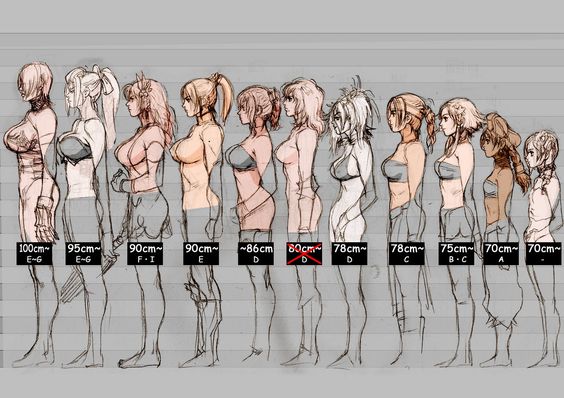 100cm~
E~G
95cm~
E~G
90cm~
F・I
90cm~
E
~86cm
D
80cm~
D
78cm~
D
78cm~
C
75cm~
B・C
70cm~
A
70cm~
-